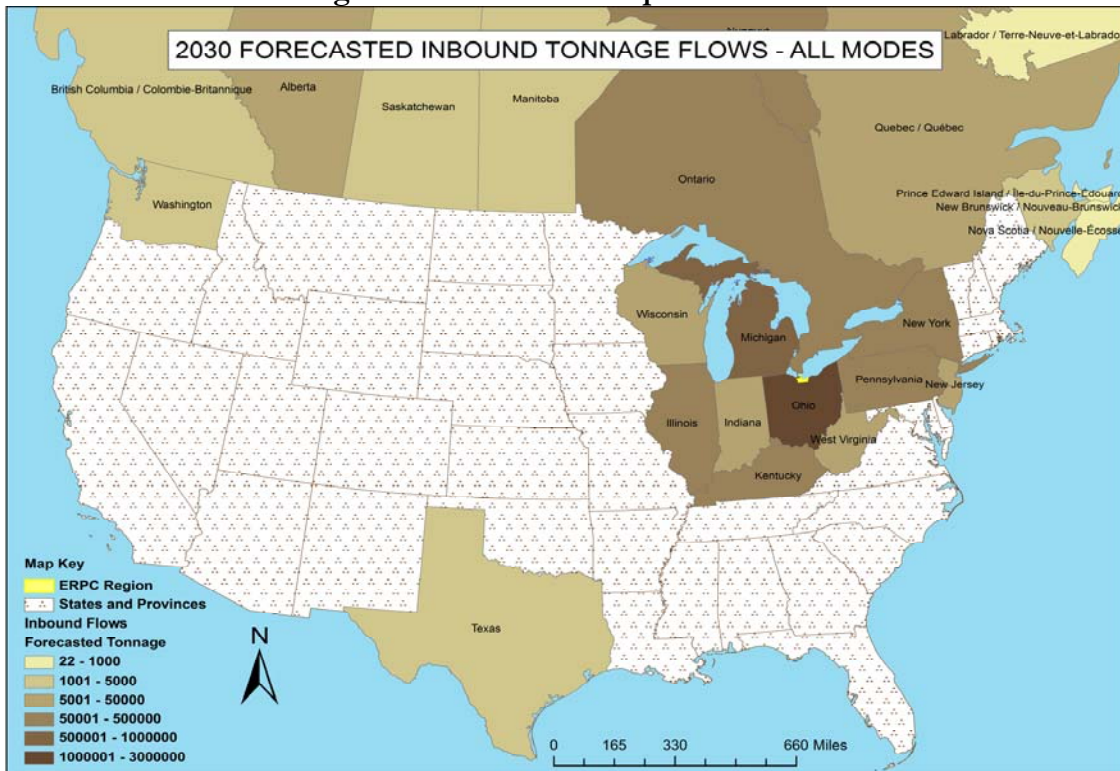 2030 FORECASTED INBOUND TONNAGE FLOWS - ALL MODES
Labrador / Terre-Neuve-et-Labrado
British Columbia / Colombie-Britannique
Alberta
Saskatchewan
Manitoba
Quebec / Québec
Ontario
Washington
Prince Edward Island / Île-du-Prince-Édouard
New Brunswick / Nouveau-Brunswick
Nova Scotia / Nouvelle-Écosse
Wisconsin
Michigan
New York
Pennsylvania
New Jersey
Illinois
Indiana
Ohio
West Virginia
Kentucky
Texas
Map Key
ERPC Region
States and Provinces
Inbound Flows
Forecasted Tonnage
22 - 1000
1001 - 5000
5001 - 50000
50001 - 500000
500001 - 1000000
1000001 - 3000000
N
0 165 330 660 Miles